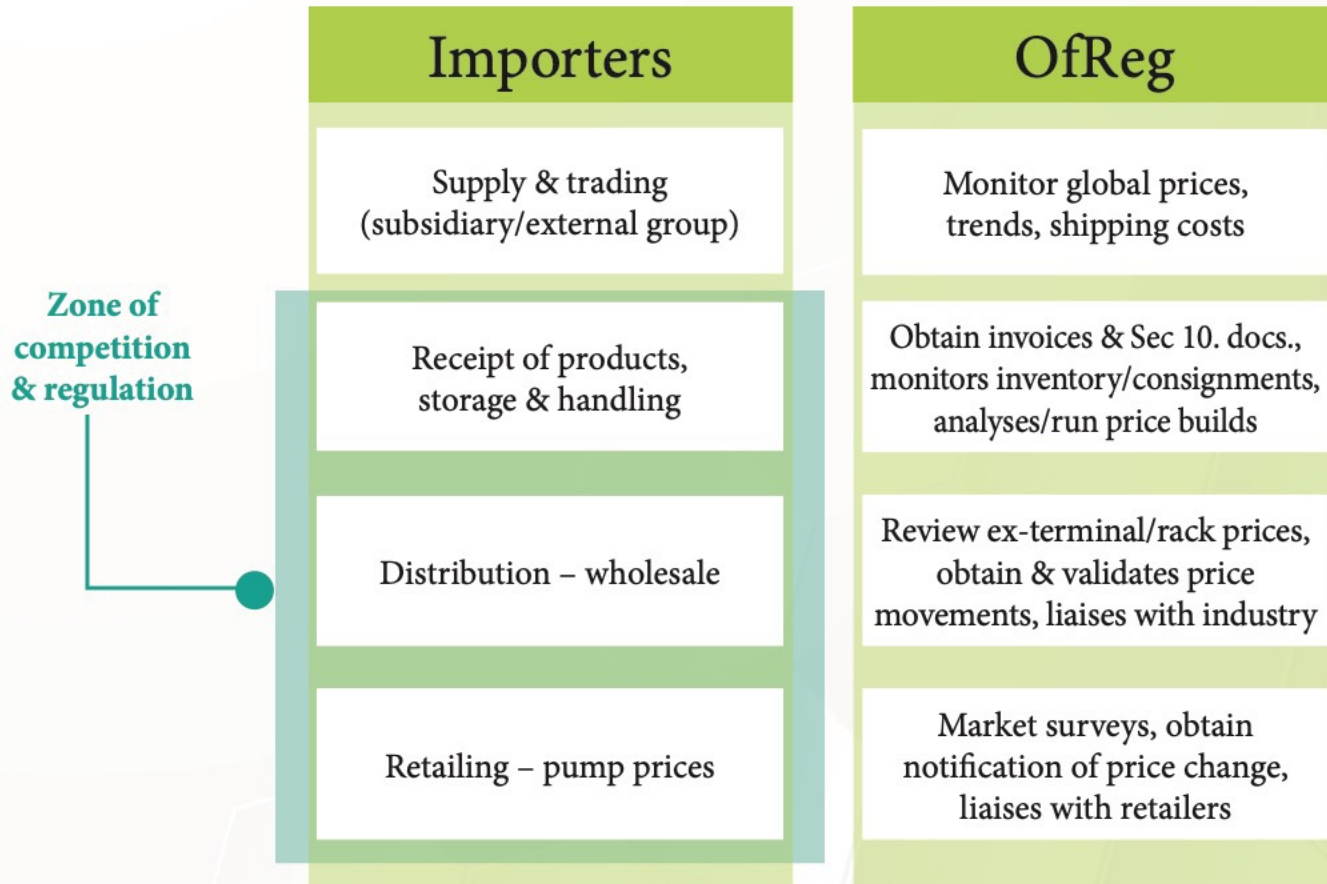 Importers
OfReg
Supply & trading
(subsidiary/external group)
Monitor global prices,
trends, shipping costs
Zone of
competition
& regulation
Receipt of products,
storage & handling
Obtain invoices & Sec 10. docs.,
monitors inventory/consignments,
analyses/run price builds
Distribution – wholesale
Review ex-terminal/rack prices,
obtain & validates price
movements, liaises with industry
Retailing – pump prices
Market surveys, obtain
notification of price change,
liaises with retailers